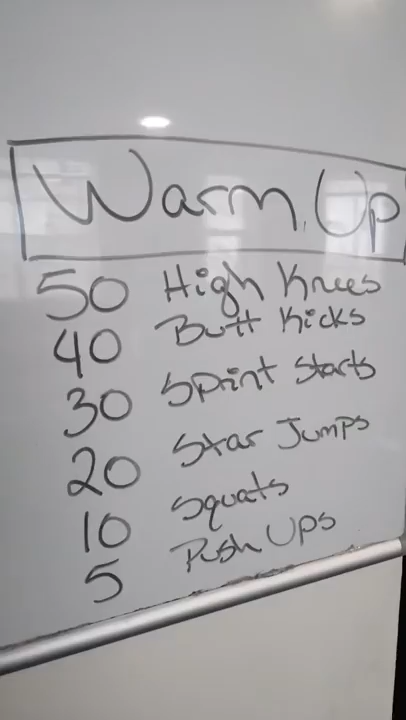 Warm Up
50 High Knees
40 Butt Kicks
30 Sprint Starts
20 Star Jumps
10 Squats
5 Push Ups